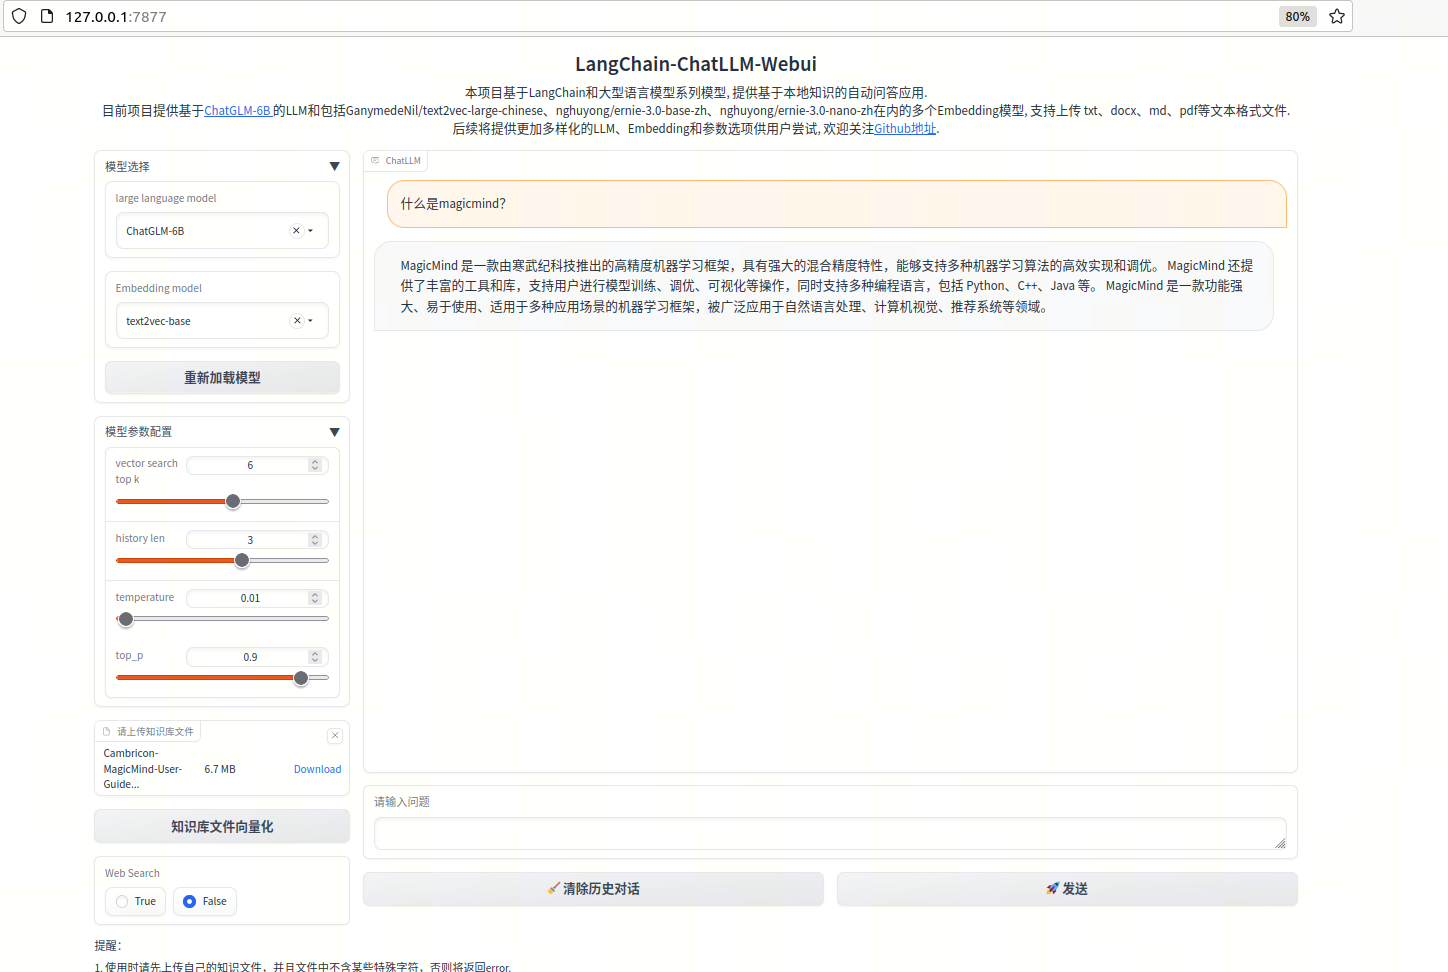 127.0.0.1:7877
80%
LangChain-ChatLLM-Webui
本项目基于LangChain和大型语言模型系列模型, 提供基于本地知识的自动问答应用.
目前项目提供基于ChatGLM-6B 的LLM和包括GanymedeNil/text2vec-large-chinese、nghuyong/ernie-3.0-base-zh、nghuyong/ernie-3.0-nano-zh在内的多个Embedding模型, 支持上传 txt、docx、md、pdf等文本格式文件.
后续将提供更加多样化的LLM、Embedding和参数选项供用户尝试, 欢迎关注Github地址.
模型选择
large language model
ChatGLM-6B
Embedding model
text2vec-base
重新加载模型
模型参数配置
vector search
top k
6
history len
3
temperature
0.01
top_p
0.9
请上传知识库文件
Cambricon-
MagicMind-User-
Guide...
6.7 MB
Download
知识库文件向量化
Web Search
True
False
提醒：
1. 使用时请先上传自己的知识文件，并且文件中不含某些特殊字符，否则将返回error.
ChatLLM
什么是magicmind?
MagicMind 是一款由寒武纪科技推出的高精度机器学习框架，具有强大的混合精度特性，能够支持多种机器学习算法的高效实现和调优。 MagicMind 还提
供了丰富的工具和库，支持用户进行模型训练、调优、可视化等操作，同时支持多种编程语言，包括 Python、C++、Java 等。 MagicMind 是一款功能强
大、易于使用、适用于多种应用场景的机器学习框架，被广泛应用于自然语言处理、计算机视觉、推荐系统等领域。
请输入问题
清除历史对话
发送